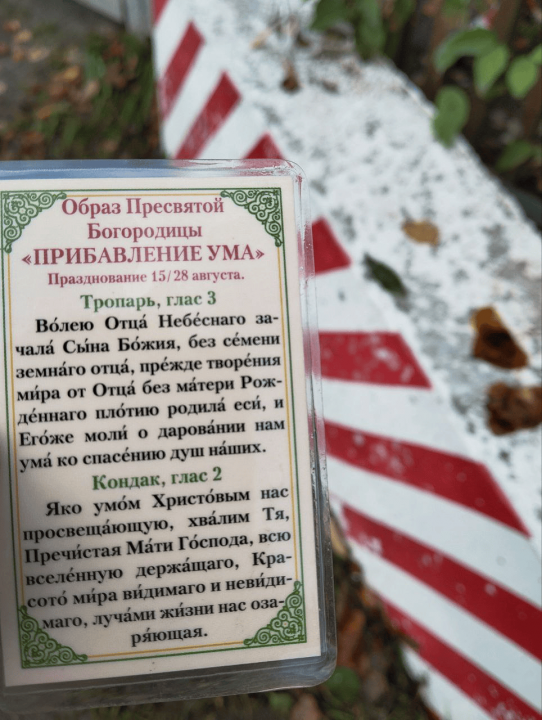 Образ Пресвятой
Богородицы
«ПРИБАВЛЕНИЕ УМА»
Празднование 15/28 августа.
Тропарь, глас 3
Во́лею Отца́ Небе́снаго за-
чала́ Сы́на Бо́жия, без се́мени
земна́го отца́, пре́жде творе́ния
ми́ра от Отца́ без ма́тери Рож-
де́ннаго пло́тию родила́ еси́, и
Его́же моли́ о дарова́нии нам
ума́ ко спасе́нию душ на́ших.
Кондак, глас 2
Яко умо́м Христо́вым нас
просвеща́ющую, хва́лим Тя,
Пречи́стая Ма́ти Го́спода, всю
вселе́нную держа́щаго, Кра-
сото́ ми́ра ви́димаго и неви́ди-
маго, луча́ми жи́зни нас оза-
ря́ющая.